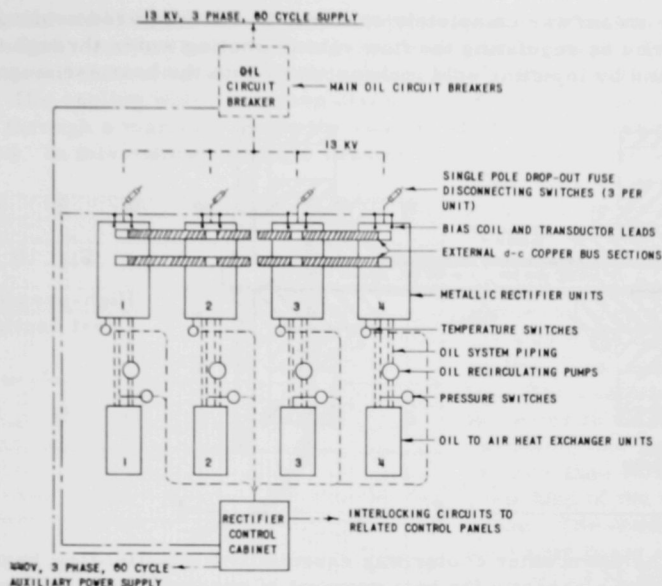 13 KV, 3 PHASE, 60 CYCLE SUPPLY
OIL
CIRCUIT
BREAKER
MAIN OIL CIRCUIT BREAKERS
13 KV
SINGLE POLE DROP-OUT FUSE
DISCONNECTING SWITCHES (3 PER
UNIT)
BIAS COIL AND TRANSDUCTOR LEADS
EXTERNAL d-c COPPER BUS SECTIONS
METALLIC RECTIFIER UNITS
1 2 3 4
TEMPERATURE SWITCHES
OIL SYSTEM PIPING
OIL RECIRCULATING PUMPS
PRESSURE SWITCHES
OIL TO AIR HEAT EXCHANGER UNITS
1 2 3 4
RECTIFIER
CONTROL
CABINET
INTERLOCKING CIRCUITS TO
RELATED CONTROL PANELS
440V, 3 PHASE, 60 CYCLE
AUXILIARY POWER SUPPLY